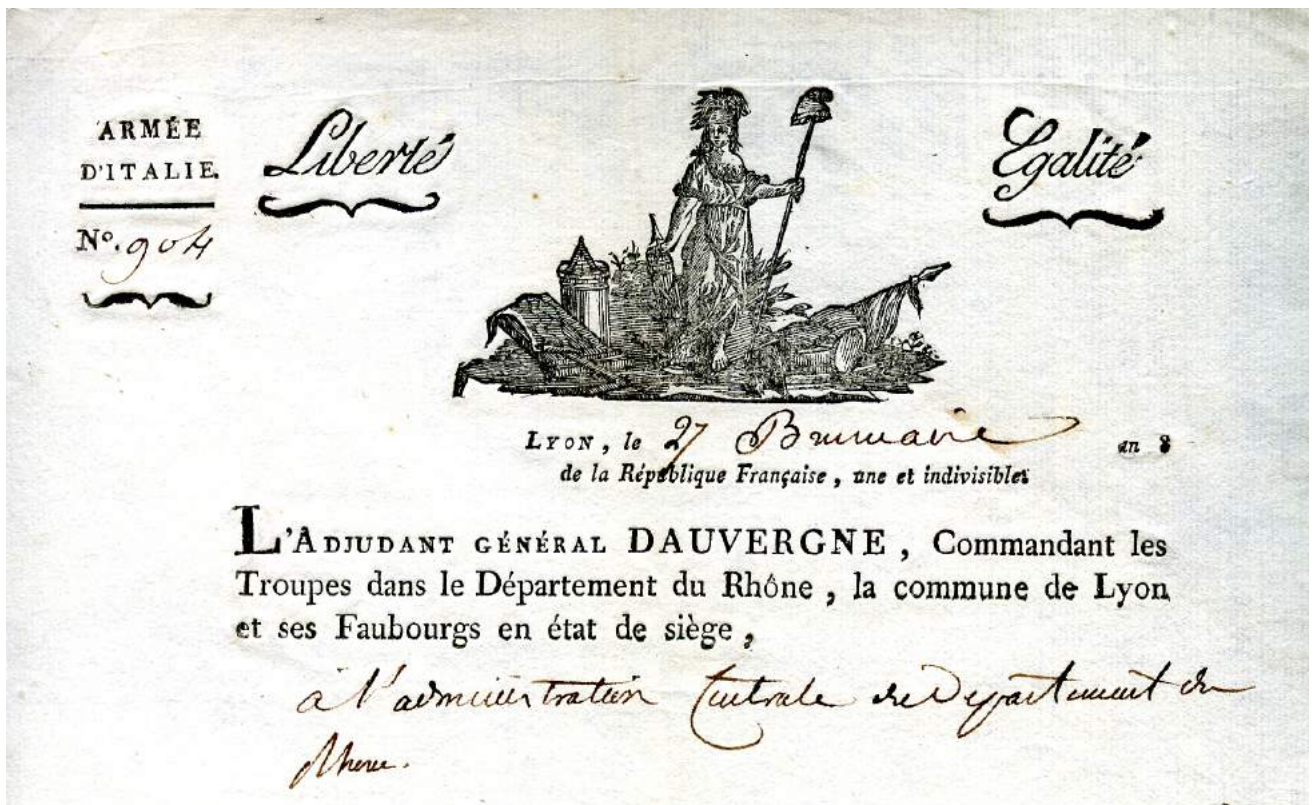 ARMÉE
D'ITALIE.
Nº. 904
Liberté
Egalité
LYON, le 27 Brumaire an 8
de la République Française, une et indivisible.
L'ADJUDANT GÉNÉRAL DAUVERGNE, Commandant les
Troupes dans le Département du Rhône, la commune de Lyon
et ses Faubourgs en état de siège,
à l'administration Centrale du Departement du
Rhone.